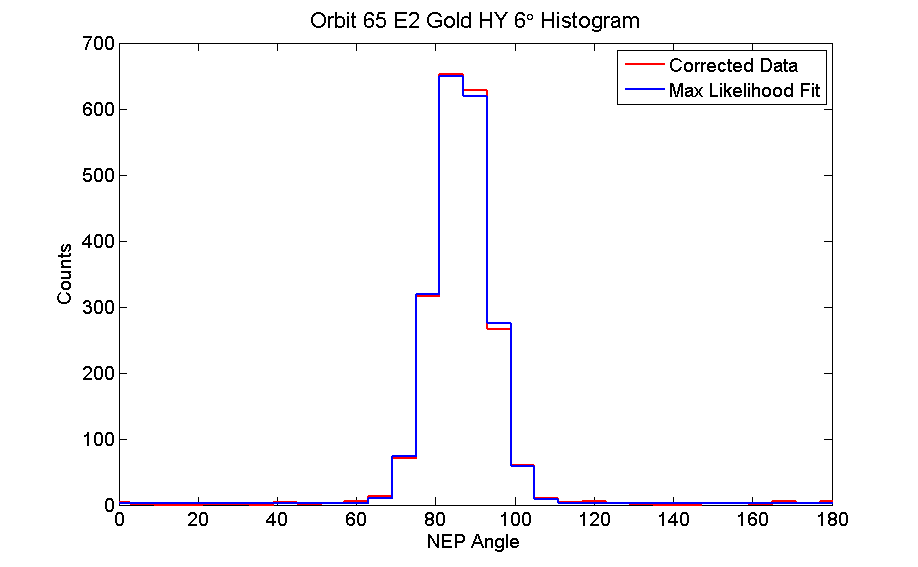 Orbit 65 E2 Gold HY 6° Histogram
700
600
500
400
300
200
100
0
Counts
Corrected Data
Max Likelihood Fit
0 20 40 60 80 100 120 140 160 180
NEP Angle